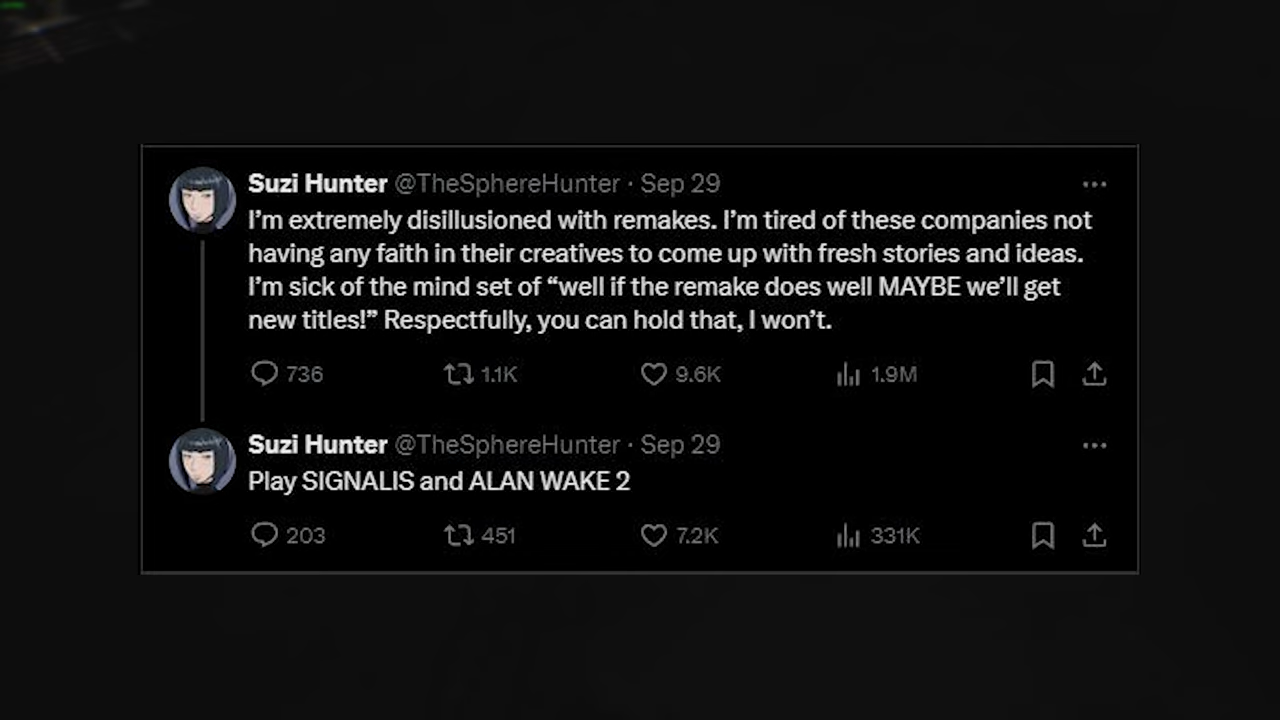 Suzi Hunter @TheSphereHunter · Sep 29
I’m extremely disillusioned with remakes. I’m tired of these companies not
having any faith in their creatives to come up with fresh stories and ideas.
I’m sick of the mind set of “well if the remake does well MAYBE we’ll get
new titles!” Respectfully, you can hold that, I won’t.
736 1.1K 9.6K 1.9M
Suzi Hunter @TheSphereHunter · Sep 29
Play SIGNALIS and ALAN WAKE 2
203 451 7.2K 331K